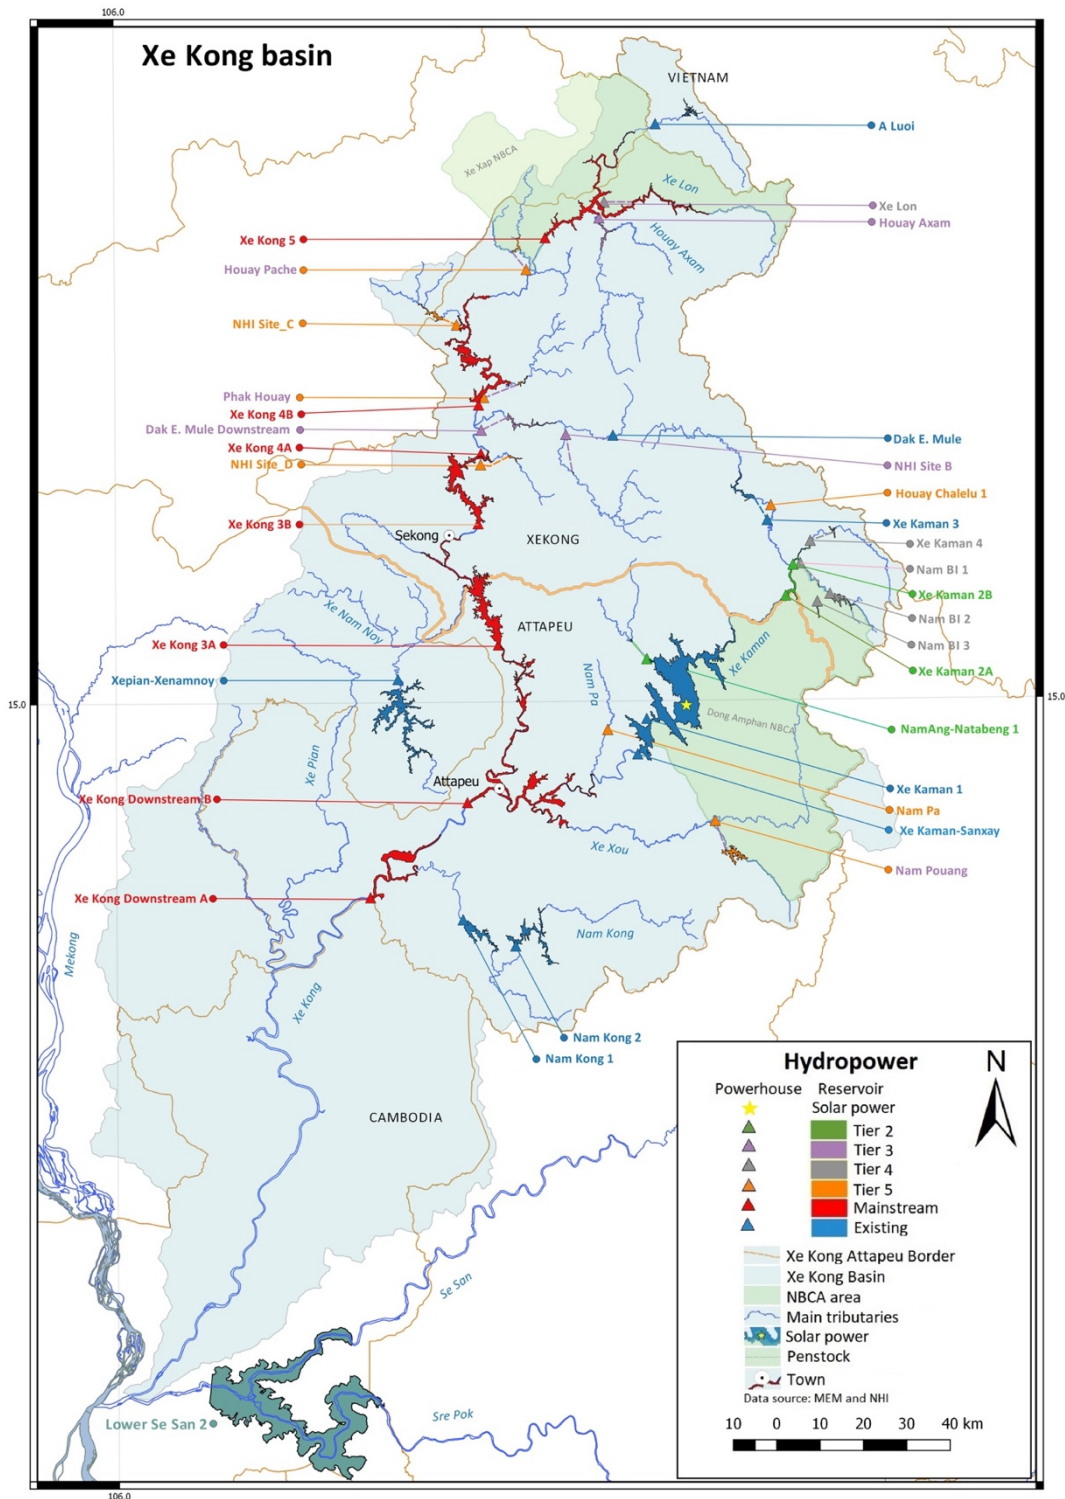 106.0
Xe Kong basin
VIETNAM
A Luoi
Xe Xap NBCA
Xe Lon
Xe Lon
Houay Axam
Houay Axam
Xe Kong 5
Houay Pache
NHI Site_C
Phak Houay
Xe Kong 4B
Dak E. Mule Downstream
Xe Kong 4A
NHI Site_D
Dak E. Mule
NHI Site B
Houay Chalelu 1
Xe Kong 3B
Sekong
XEKONG
Xe Kaman 3
Xe Kaman 4
Nam BI 1
Xe Kaman 2B
Nam BI 2
Nam BI 3
Xe Kaman 2A
Xe Nam Noy
ATTAPEU
Xe Kong 3A
Xe Kaman
Xepian-Xenamnoy
Nam Pa
15.0
15.0
Dong Amphan NBCA
NamAng-Natabeng 1
Xe Pian
Attapeu
Xe Kong Downstream B
Xe Kaman 1
Nam Pa
Xe Kaman-Sanxay
Xe Xou
Nam Pouang
Xe Kong Downstream A
Nam Kong
Mekong
Xe Kong
Nam Kong 2
Nam Kong 1
CAMBODIA
Se San
Lower Se San 2
Sre Pok
Hydropower
N
Powerhouse Reservoir
Solar power
Tier 2
Tier 3
Tier 4
Tier 5
Mainstream
Existing
Xe Kong Attapeu Border
Xe Kong Basin
NBCA area
Main tributaries
Solar power
Penstock
Town
Data source: MEM and NHI
10 0 10 20 30 40 km
106.0